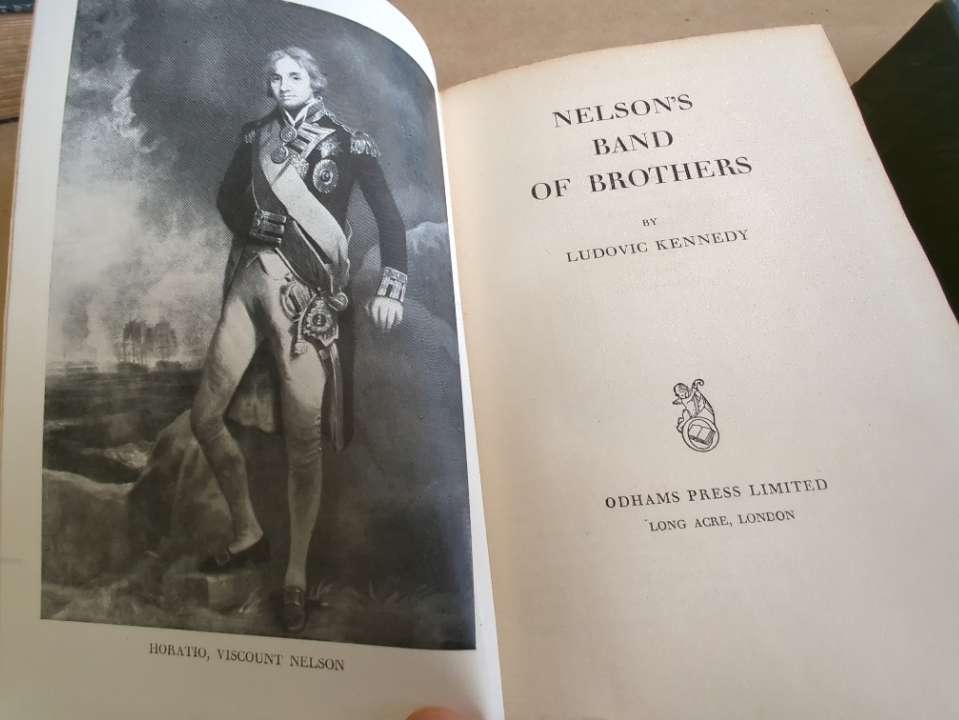 HORATIO, VISCOUNT NELSON
NELSON'S
BAND
OF BROTHERS
BY
LUDOVIC KENNEDY
ODHAMS PRESS LIMITED
LONG ACRE, LONDON